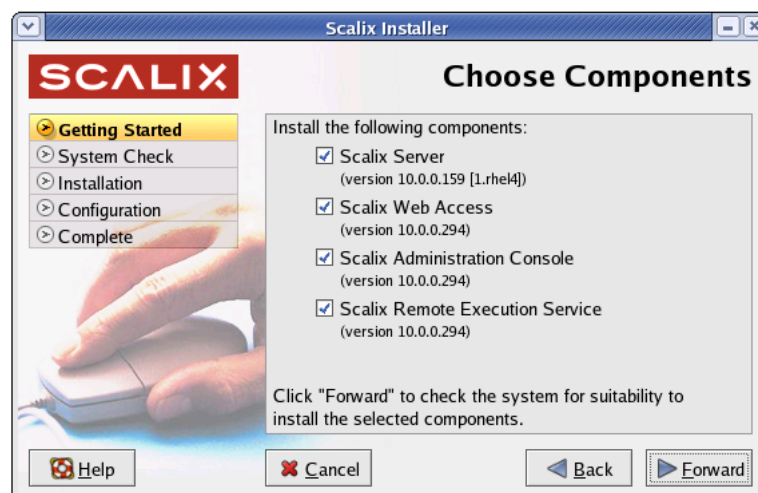 Scalix Installer
SCALIX
Choose Components
Getting Started
System Check
Installation
Configuration
Complete
Install the following components:
Scalix Server
(version 10.0.0.159 [1.rhel4])
Scalix Web Access
(version 10.0.0.294)
Scalix Administration Console
(version 10.0.0.294)
Scalix Remote Execution Service
(version 10.0.0.294)
Click "Forward" to check the system for suitability to
install the selected components.
Help
Cancel
Back
Forward